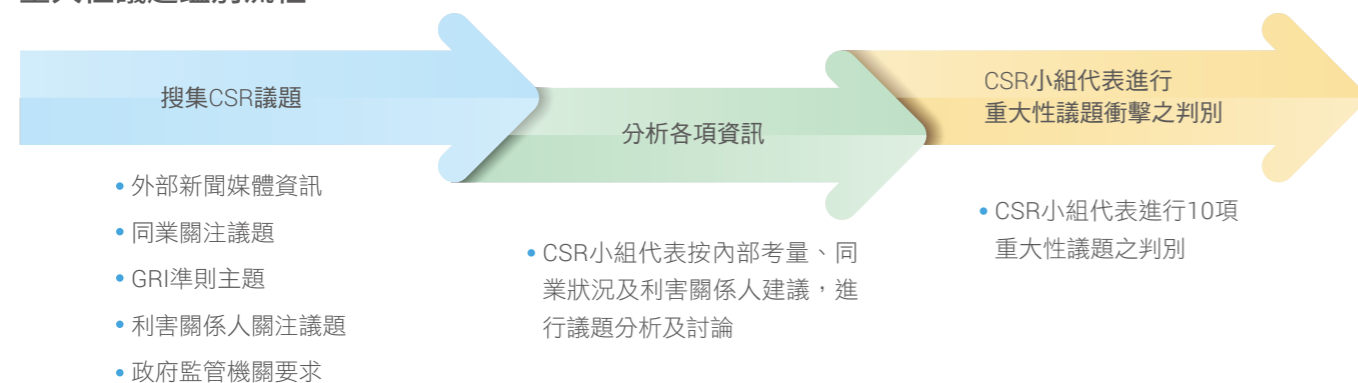 搜集CSR議題
• 外部新聞媒體資訊
• 同業關注議題
• GRI準則主題
• 利害關係人關注議題
• 政府監管機關要求
分析各項資訊
• CSR小組代表按內部考量、同
業狀況及利害關係人建議，進
行議題分析及討論
CSR小組代表進行
重大性議題衝擊之判別
• CSR小組代表進行10項
重大性議題之判別